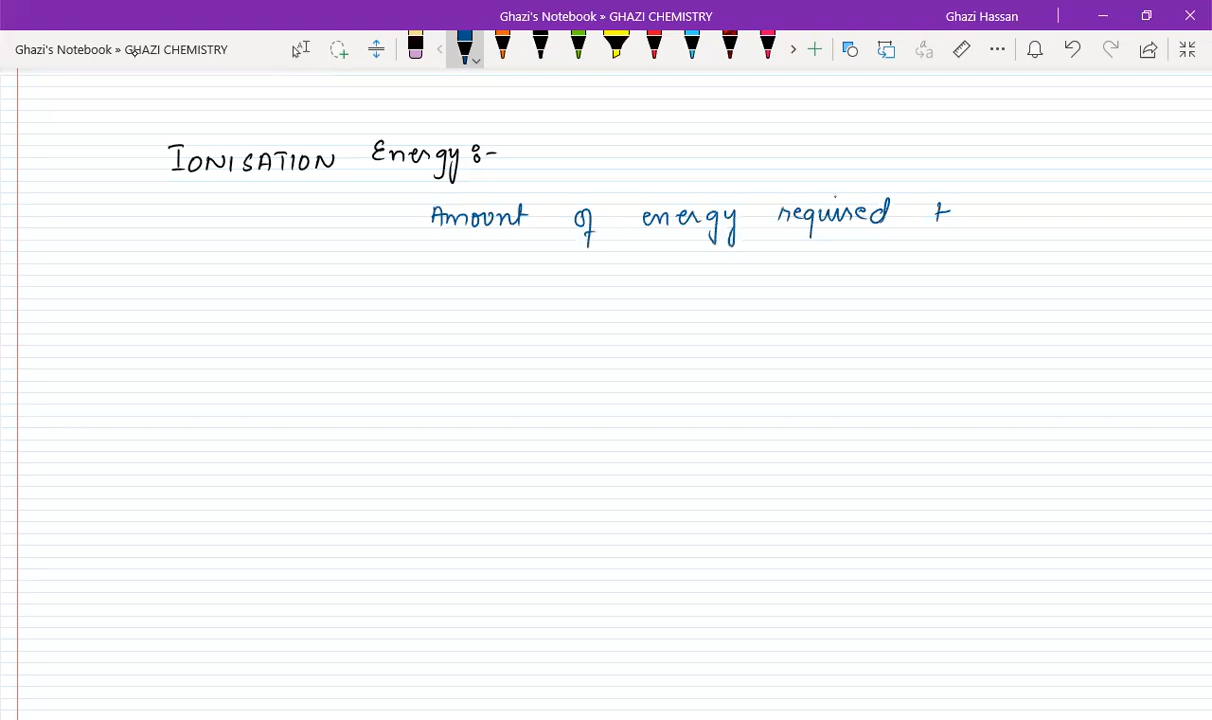 Ghazi's Notebook » GHAZI CHEMISTRY
Ghazi Hassan
Ghazi's Notebook » GHAZI CHEMISTRY
IONISATION Energy :-
Amount of energy required t